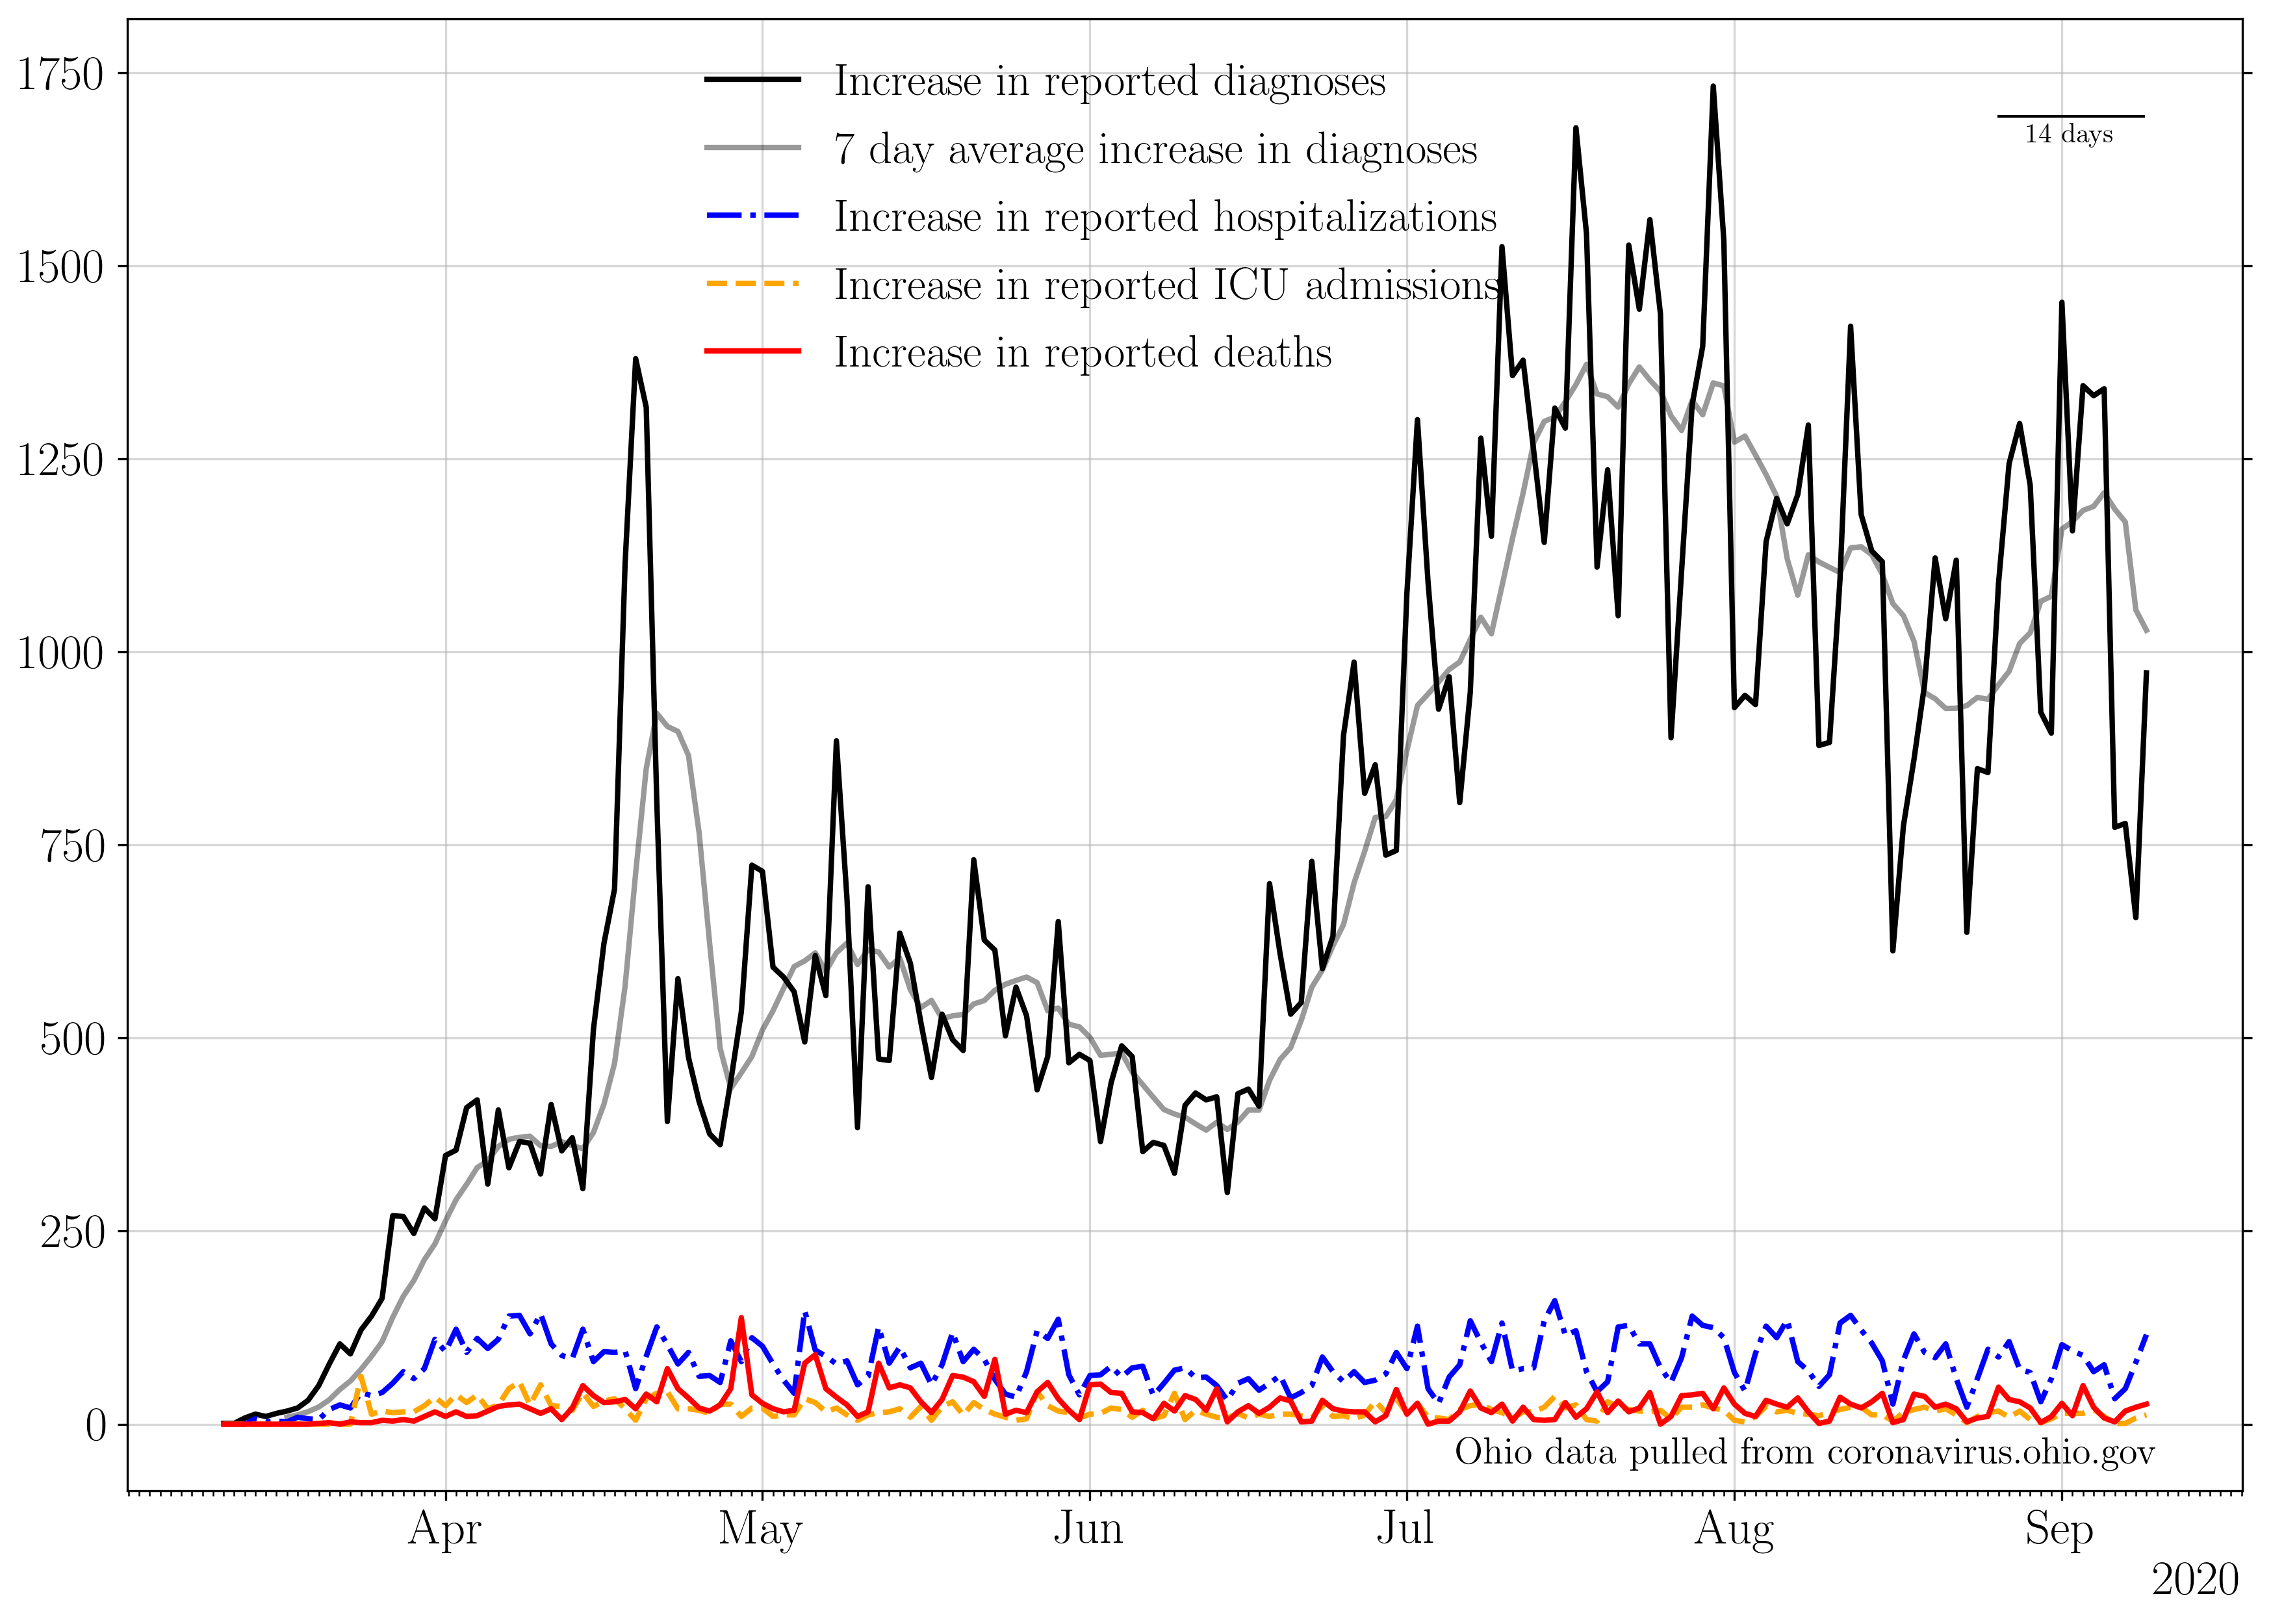 1750
1500
1250
1000
750
500
250
0
Increase in reported diagnoses
7 day average increase in diagnoses
Increase in reported hospitalizations
Increase in reported ICU admissions
Increase in reported deaths
14 days
Ohio data pulled from coronavirus.ohio.gov
Apr May Jun Jul Aug Sep
2020